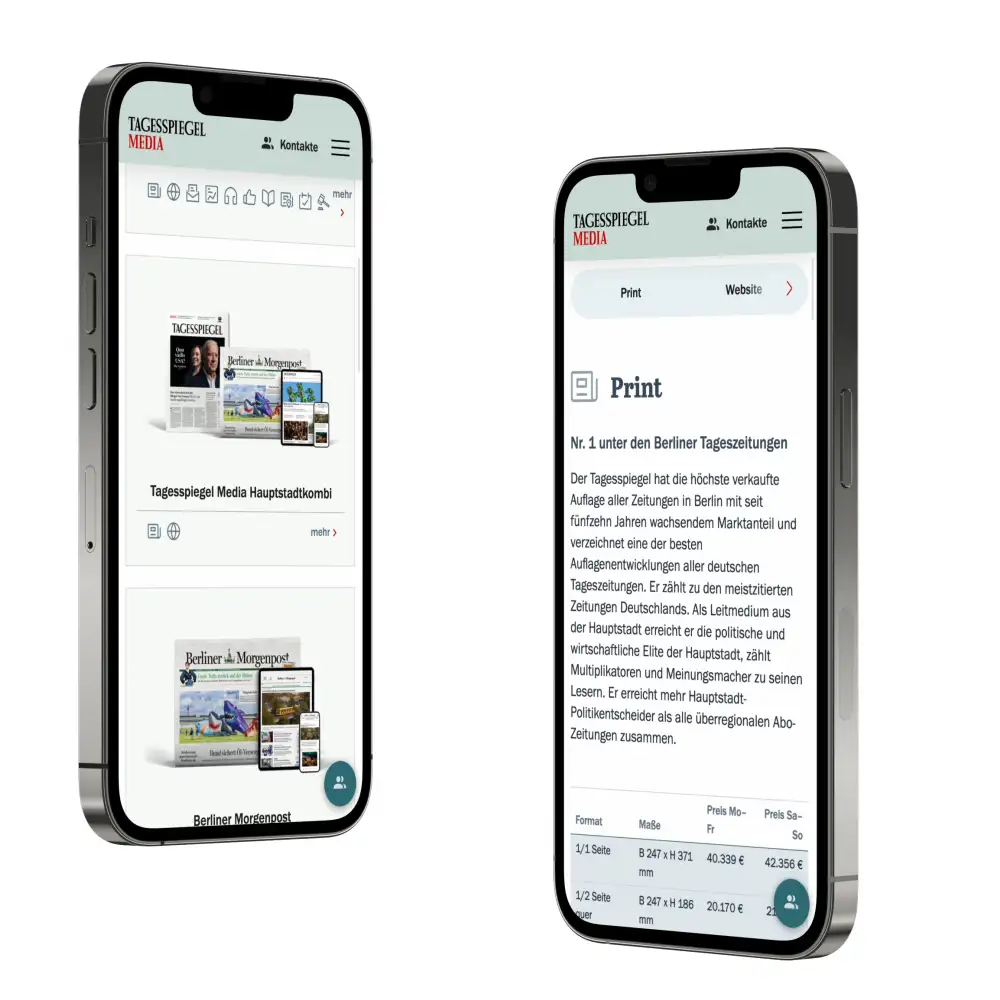 TAGESSPIEGEL
MEDIA
Kontakte
mehr
TAGESSPIEGEL
Berliner Morgenpost
Tagesspiegel Media Hauptstadtkombi
mehr
Berliner Morgenpost
Berliner Morgenpost
TAGESSPIEGEL
MEDIA
Kontakte
Print
Website
Print
Nr. 1 unter den Berliner Tageszeitungen
Der Tagesspiegel hat die höchste verkaufte
Auflage aller Zeitungen in Berlin mit seit
fünfzehn Jahren wachsendem Marktanteil und
verzeichnet eine der besten
Auflagenentwicklungen aller deutschen
Tageszeitungen. Er zählt zu den meistzitierten
Zeitungen Deutschlands. Als Leitmedium aus
der Hauptstadt erreicht er die politische und
wirtschaftliche Elite der Hauptstadt, zählt
Multiplikatoren und Meinungsmacher zu seinen
Lesern. Er erreicht mehr Hauptstadt-
Politikentscheider als alle überregionalen Abo-
Zeitungen zusammen.
Format Maße Preis Mo– Fr Preis Sa– So
1/1 Seite B 247 x H 371 mm 40.339 € 42.356 €
1/2 Seite quer B 247 x H 186 mm 20.170 €